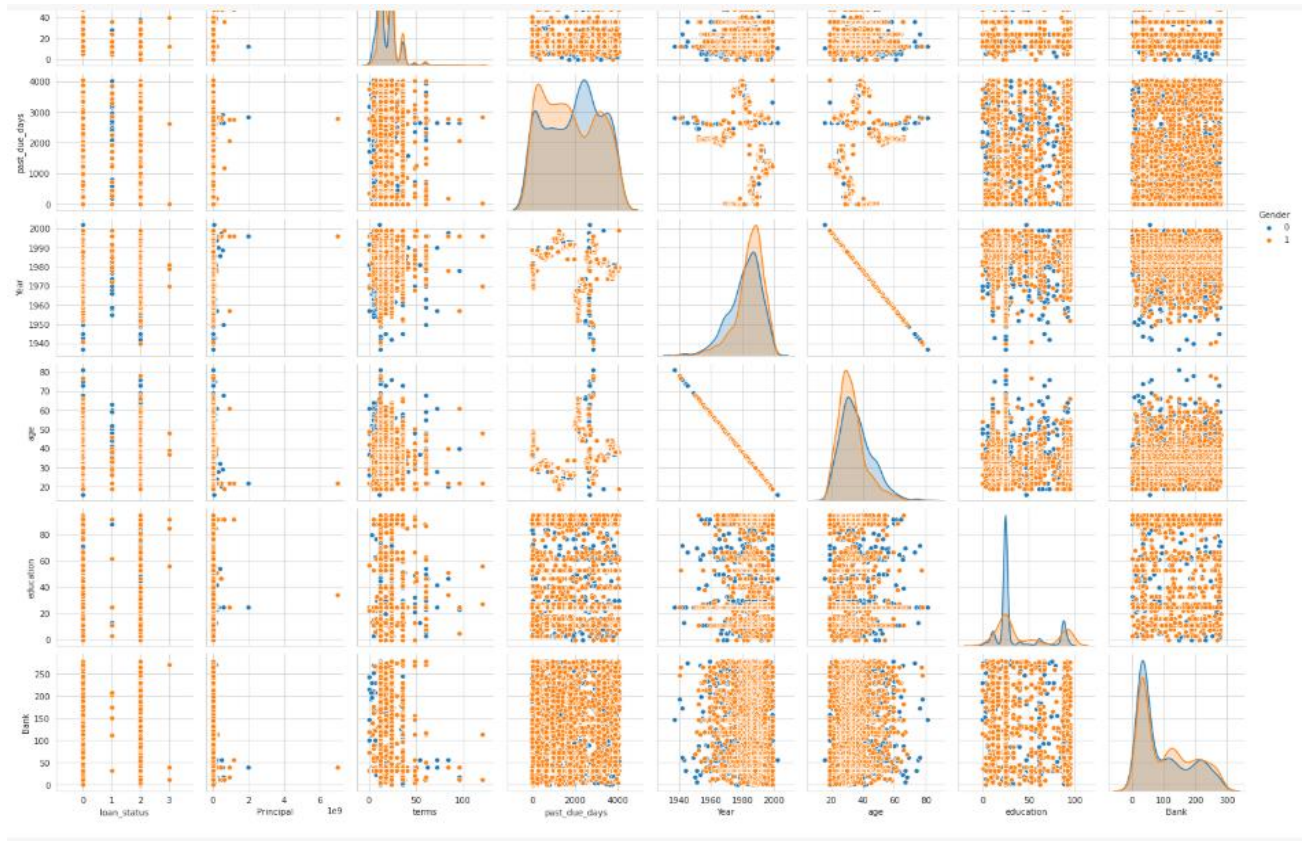 40
20
0
4000
3000
2000
1000
0
past_due_days
2000
1990
1980
1970
1960
1950
1940
Year
Gender
0
1
80
70
60
50
40
30
20
age
80
60
40
20
0
education
250
200
150
100
50
0
Bank
0 1 2 3
0 2 4 6
0 50 100
0 2000 4000
1940 1960 1980 2000
20 40 60 80
0 50 100
0 100 200 300
loan_status Principal 1e9 terms past_due_days Year age education Bank